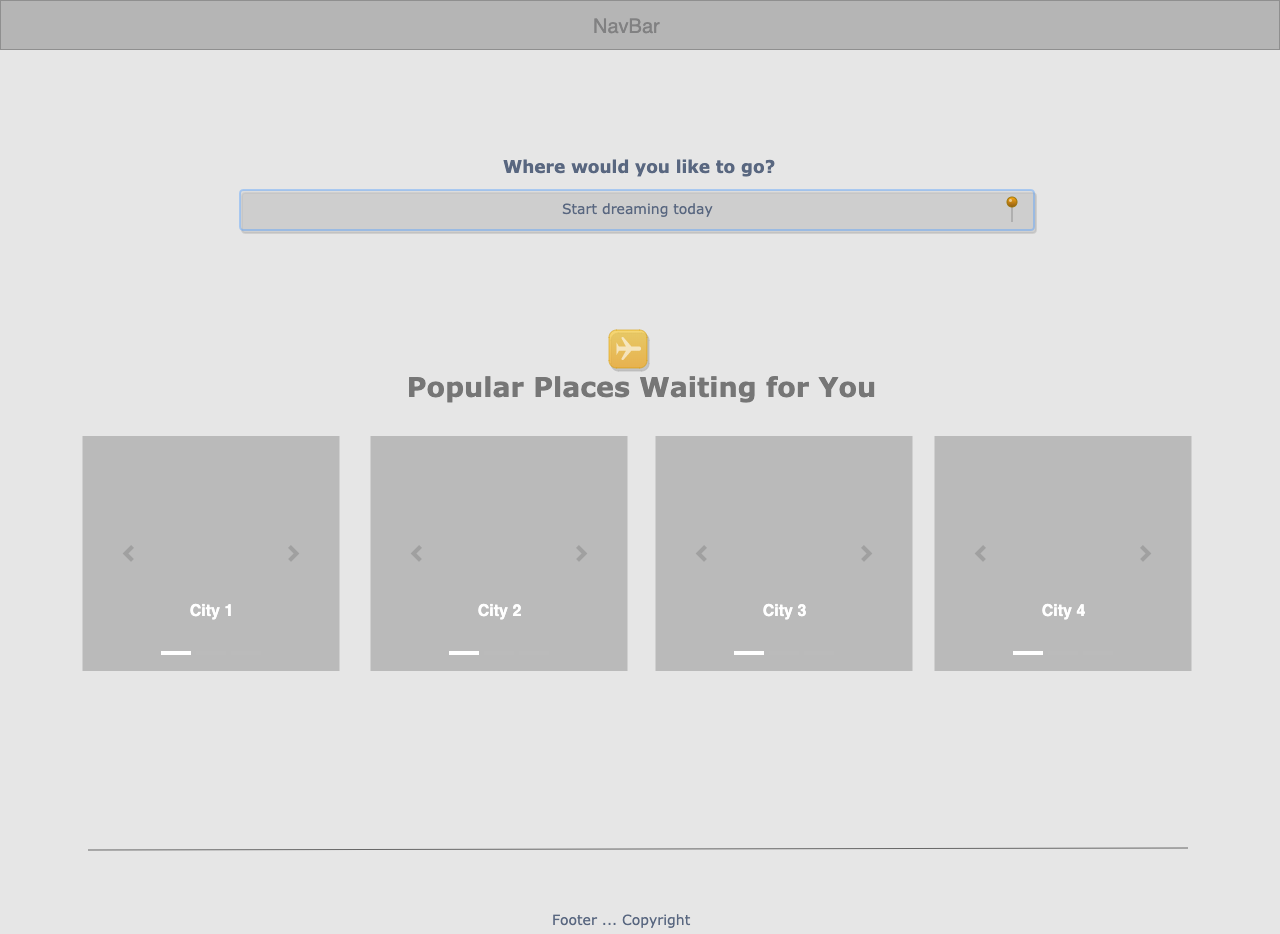 NavBar
Where would you like to go?
Start dreaming today
Popular Places Waiting for You
City 1
City 2
City 3
City 4
Footer ... Copyright